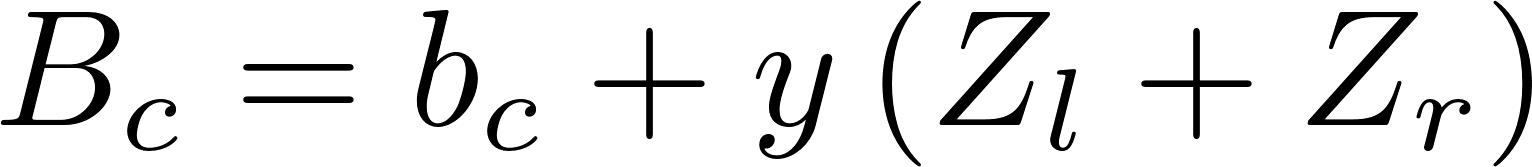 B_c = b_c + y (Z_l + Z_r)